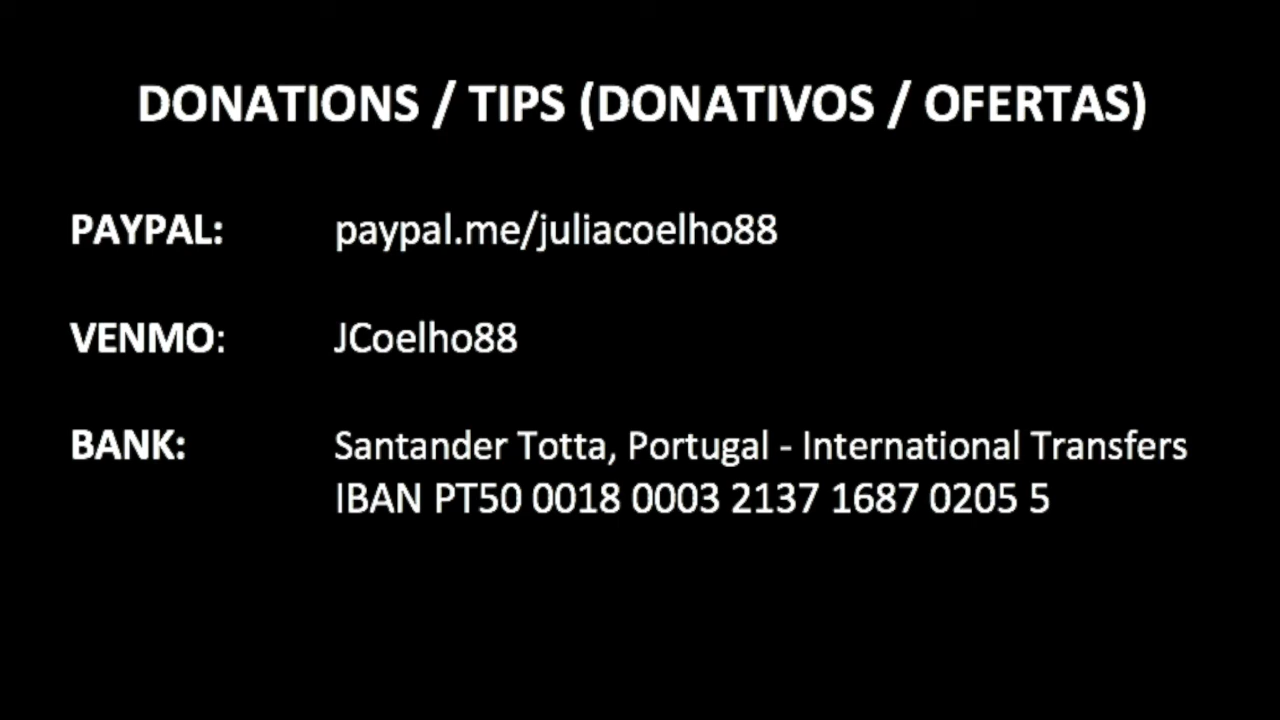 DONATIONS / TIPS (DONATIVOS / OFERTAS)
PAYPAL: paypal.me/juliacoelho88
VENMO: JCoelho88
BANK: Santander Totta, Portugal - International Transfers
IBAN PT50 0018 0003 2137 1687 0205 5